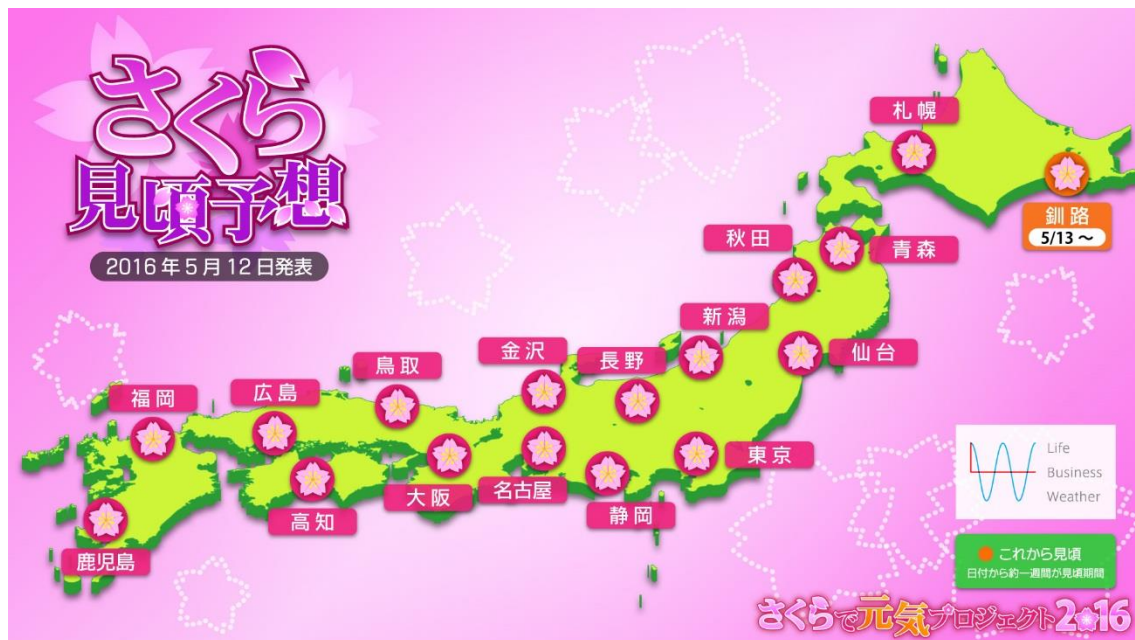 さくら
見頃予想
2016年5月12日発表
札幌
釧路
5/13～
秋田
青森
新潟
仙台
金沢
長野
鳥取
広島
福岡
東京
名古屋
大阪
静岡
高知
鹿児島
Life
Business
Weather
これから見頃
日付から約一週間が見頃期間
さくらで元気プロジェクト2016